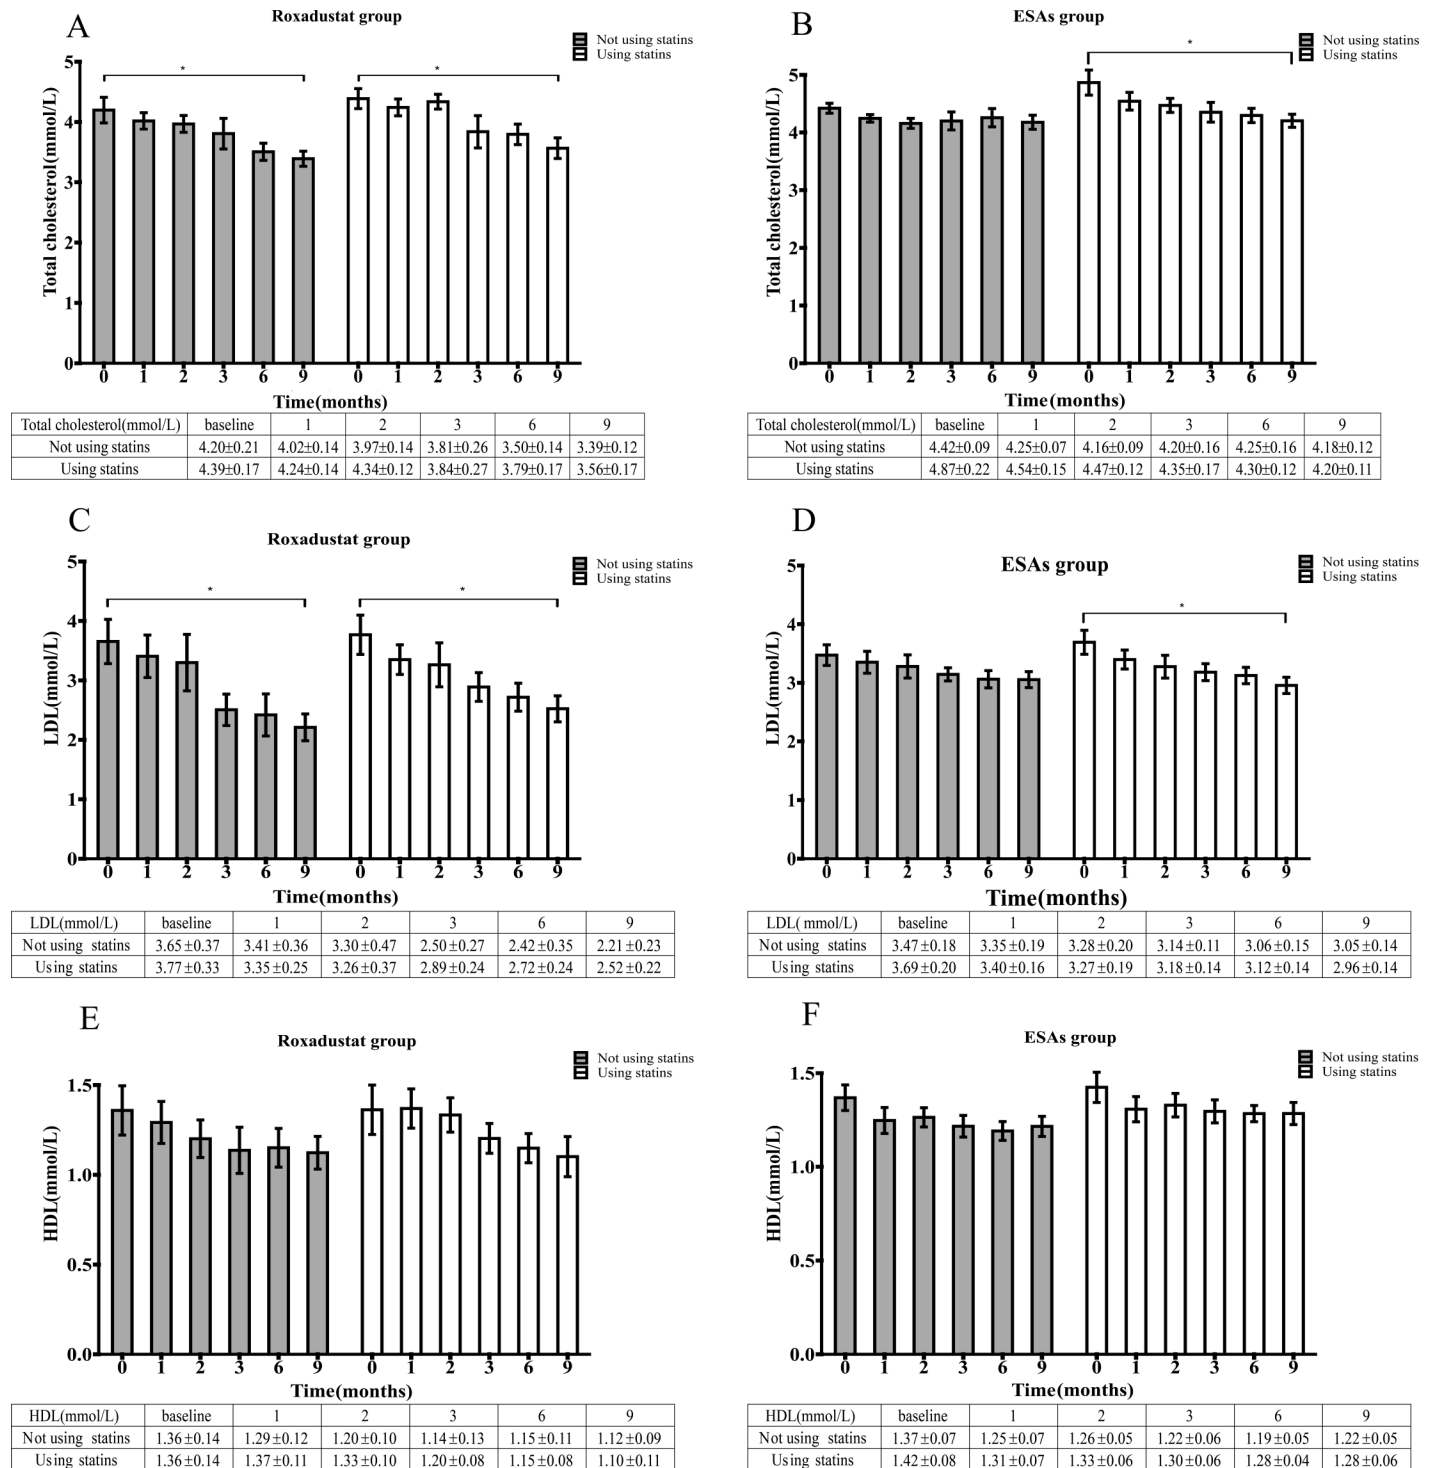 A
Roxadustat group
Not using statins
Using statins
*
*
Total cholesterol(mmol/L)
5
4
3
2
1
0
0 1 2 3 6 9 0 1 2 3 6 9
Time(months)
Total cholesterol(mmol/L) baseline 1 2 3 6 9
Not using statins 4.20±0.21 4.02±0.14 3.97±0.14 3.81±0.26 3.50±0.14 3.39±0.12
Using statins 4.39±0.17 4.24±0.14 4.34±0.12 3.84±0.27 3.79±0.17 3.56±0.17
B
ESAs group
Not using statins
Using statins
*
Total cholesterol(mmol/L)
5
4
3
2
1
0
0 1 2 3 6 9 0 1 2 3 6 9
Time(months)
Total cholesterol(mmol/L) baseline 1 2 3 6 9
Not using statins 4.42±0.09 4.25±0.07 4.16±0.09 4.20±0.16 4.25±0.16 4.18±0.12
Using statins 4.87±0.22 4.54±0.15 4.47±0.12 4.35±0.17 4.30±0.12 4.20±0.11
C
Roxadustat group
Not using statins
Using statins
*
*
LDL(mmol/L)
5
4
3
2
1
0
0 1 2 3 6 9 0 1 2 3 6 9
Time(months)
LDL(mmol/L) baseline 1 2 3 6 9
Not using statins 3.65±0.37 3.41±0.36 3.30±0.47 2.50±0.27 2.42±0.35 2.21±0.23
Using statins 3.77±0.33 3.35±0.25 3.26±0.37 2.89±0.24 2.72±0.24 2.52±0.22
D
ESAs group
Not using statins
Using statins
*
LDL(mmol/L)
5
4
3
2
1
0
0 1 2 3 6 9 0 1 2 3 6 9
Time(months)
LDL( mmol/L) baseline 1 2 3 6 9
Not using statins 3.47±0.18 3.35±0.19 3.28±0.20 3.14±0.11 3.06±0.15 3.05±0.14
Using statins 3.69±0.20 3.40±0.16 3.27±0.19 3.18±0.14 3.12±0.14 2.96±0.14
E
Roxadustat group
Not using statins
Using statins
HDL(mmol/L)
1.5
1.0
0.5
0.0
0 1 2 3 6 9 0 1 2 3 6 9
Time(months)
HDL(mmol/L) baseline 1 2 3 6 9
Not using statins 1.36±0.14 1.29±0.12 1.20±0.10 1.14±0.13 1.15±0.11 1.12±0.09
Using statins 1.36±0.14 1.37±0.11 1.33±0.10 1.20±0.08 1.15±0.08 1.10±0.11
F
ESAs group
Not using statins
Using statins
HDL(mmol/L)
1.5
1.0
0.5
0.0
0 1 2 3 6 9 0 1 2 3 6 9
Time(months)
HDL(mmol/L) baseline 1 2 3 6 9
Not using statins 1.37±0.07 1.25±0.07 1.26±0.05 1.22±0.06 1.19±0.05 1.22±0.05
Using statins 1.42±0.08 1.31±0.07 1.33±0.06 1.30±0.06 1.28±0.04 1.28±0.06